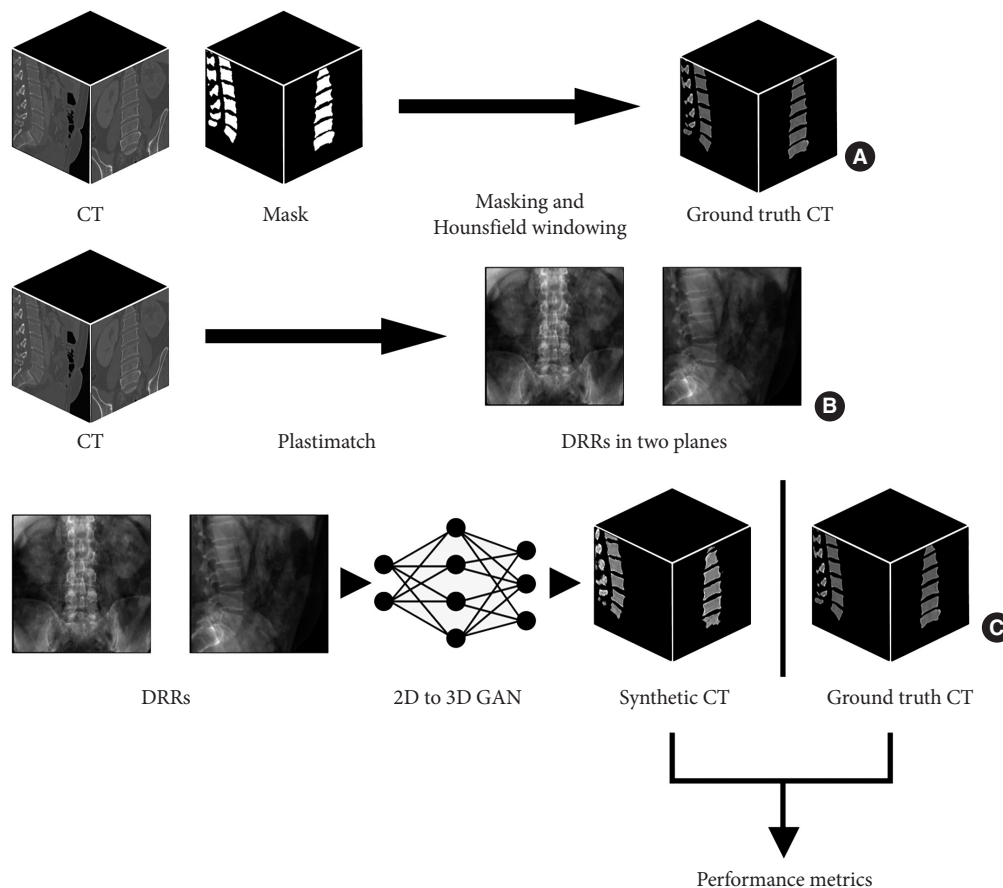 A
CT
Mask
Masking and
Hounsfield windowing
Ground truth CT
B
CT
Plastimatch
DRRs in two planes
C
DRRs
2D to 3D GAN
Synthetic CT
Ground truth CT
Performance metrics